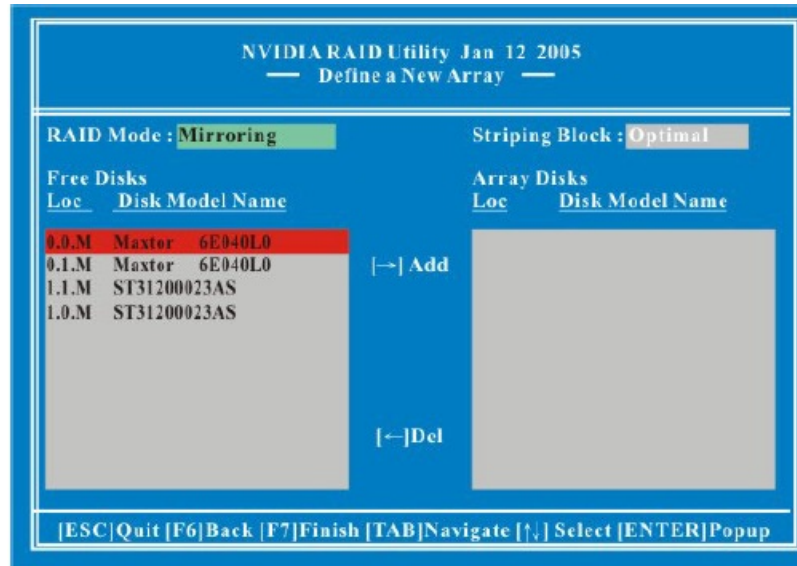 NVIDIA RAID Utility Jan 12 2005
Define a New Array
RAID Mode : Mirroring
Striping Block : Optimal
Free Disks
Loc Disk Model Name
Array Disks
Loc Disk Model Name
0.0.M Maxtor 6E040L0
0.1.M Maxtor 6E040L0
1.1.M ST31200023AS
1.0.M ST31200023AS
[→] Add
[←]Del
[ESC]Quit [F6]Back [F7]Finish [TAB]Navigate [↑↓] Select [ENTER]Popup